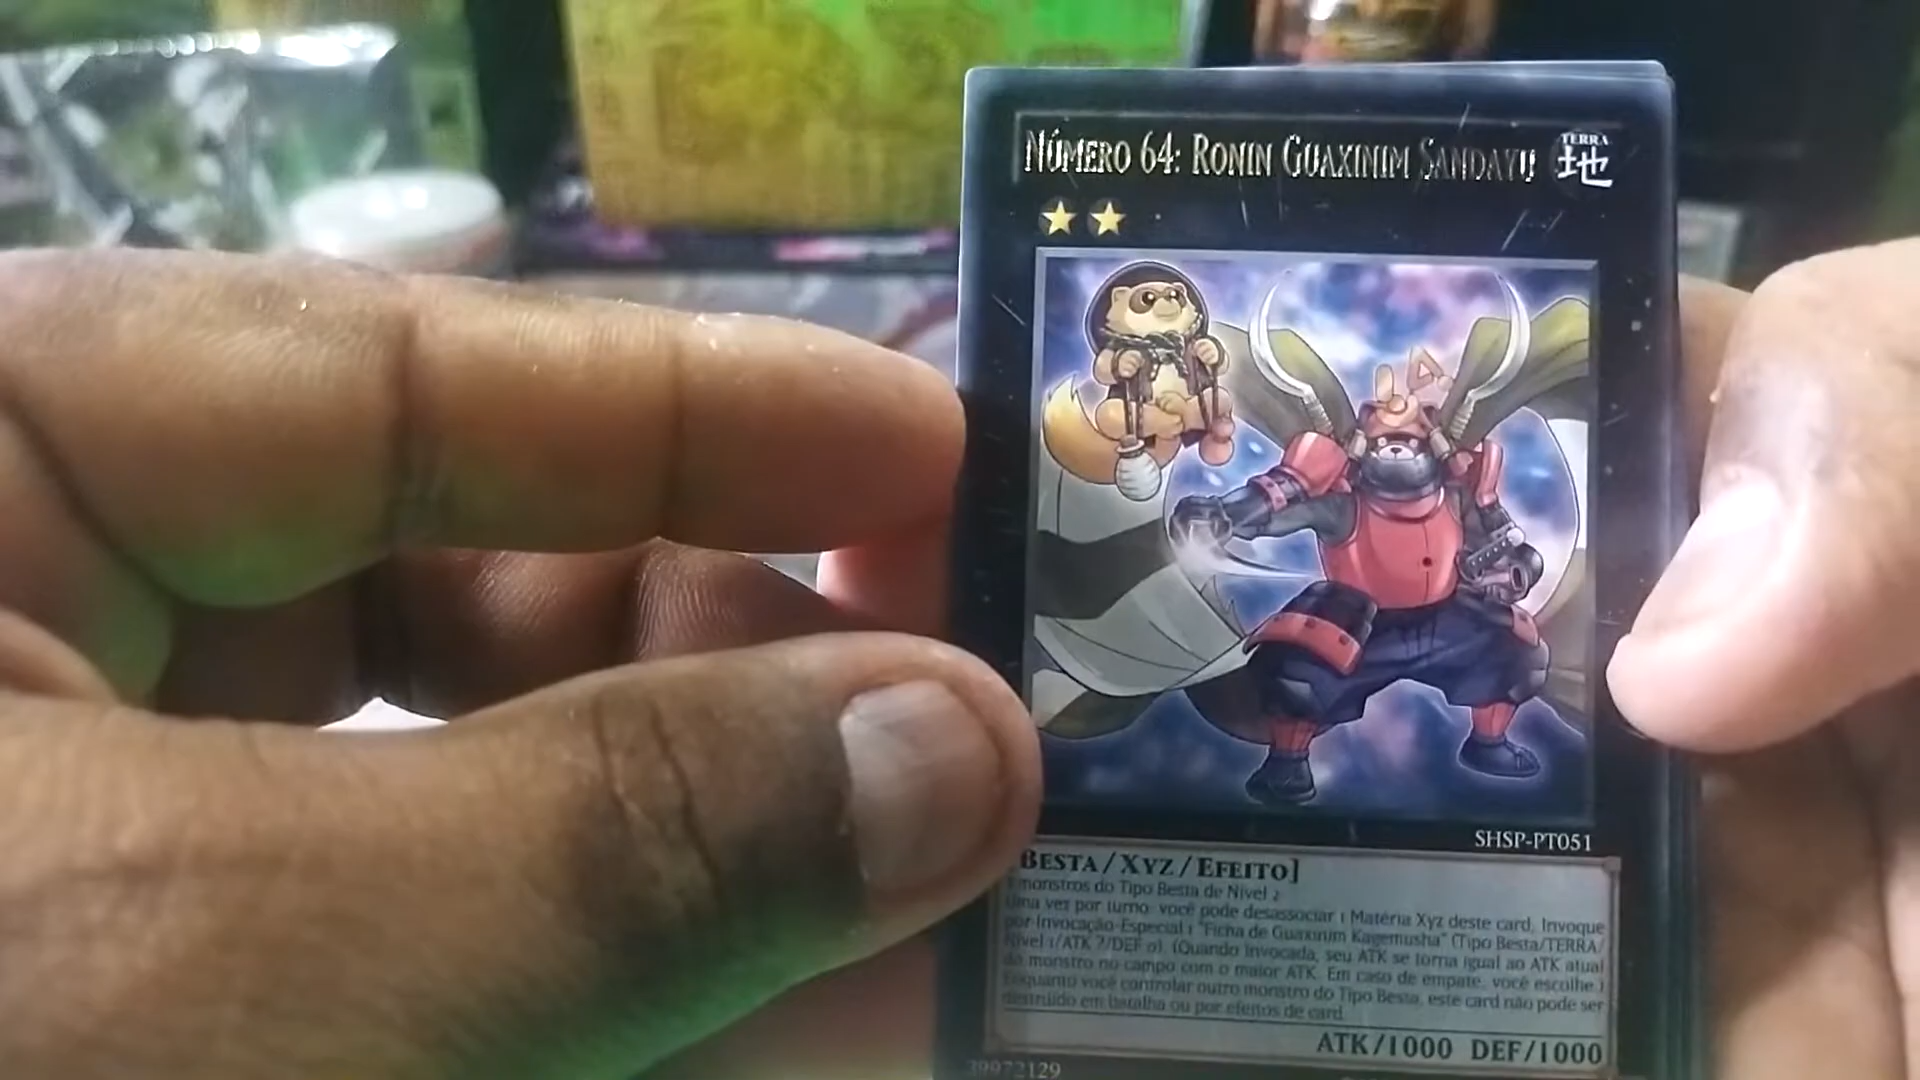 NÚMERO 64: RONIN GUAXINIM SANDAYU
TERRA
地
SHSP-PT051
BESTA/XYZ/EFEITO]
monstros do Tipo Besta de Nível 2
Uma vez por turno: você pode desassociar 1 Matéria Xyz deste card, Invoque
por Invocação-Especial 1 "Ficha de Guaxinim Kagemusha" (Tipo Besta/TERRA/
Nível 1/ATK ?/DEF 0). (Quando Invocada, seu ATK se torna igual ao ATK atual
do monstro no campo com o maior ATK. Em caso de empate, você escolhe.)
Enquanto você controlar outro monstro do Tipo Besta, este card não pode ser
destruído em batalha ou por efeitos de card.
ATK/1000 DEF/1000
39972129